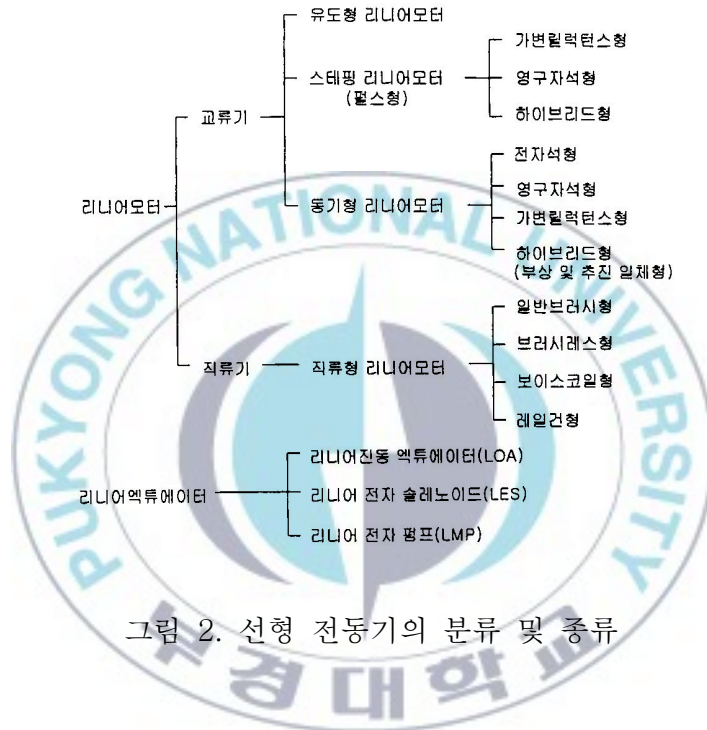 유도형 리니어모터
가변릴럭턴스형
스테핑 리니어모터
(펄스형)
영구자석형
하이브리드형
교류기
전자석형
영구자석형
리니어모터
동기형 리니어모터
가변릴럭턴스형
하이브리드형
(부상 및 추진 일체형)
일반브러시형
브러시레스형
직류기
직류형 리니어모터
보이스코일형
레일건형
리니어진동 엑튜에이터(LOA)
리니어엑튜에이터
리니어 전자 솔레노이드(LES)
리니어 전자 펌프(LMP)
그림 2. 선형 전동기의 분류 및 종류
PUKYONG NATIONAL UNIVERSITY
부경대학교